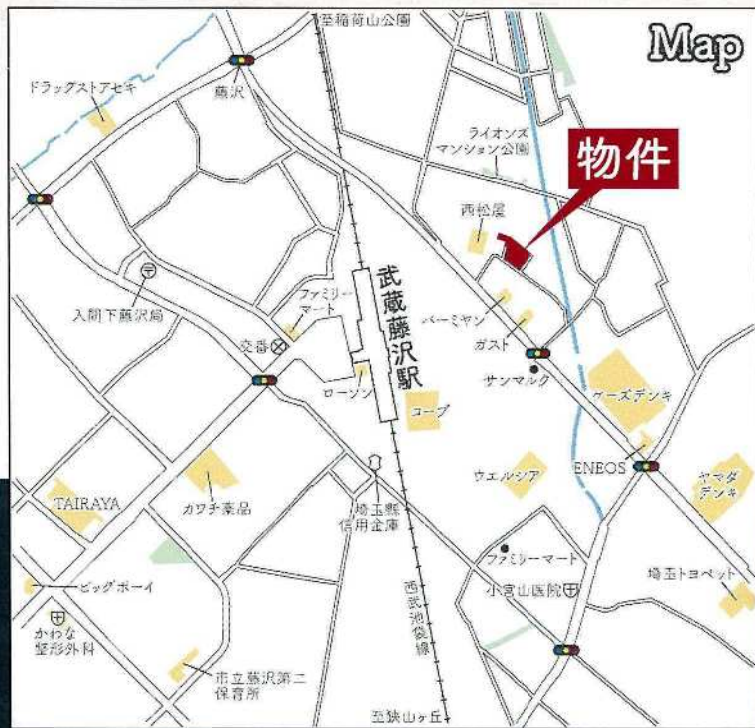 至稲荷山公園
Map
ドラッグストアセキ
藤沢
ライオンズ
マンション公園
物件
西松屋
入間下藤沢局
ファミリー
マート
武蔵藤沢駅
バーミヤン
ガスト
交番
ローソン
コープ
サンマルク
ケーズデンキ
ENEOS
ウエルシア
ヤマダ
デンキ
TAIRAYA
カワチ薬品
埼玉縣
信用金庫
ファミリーマート
小宮山医院
埼玉トヨペット
ビッグボーイ
かわな
整形外科
西武池袋線
市立藤沢第二
保育所
至狭山ヶ丘